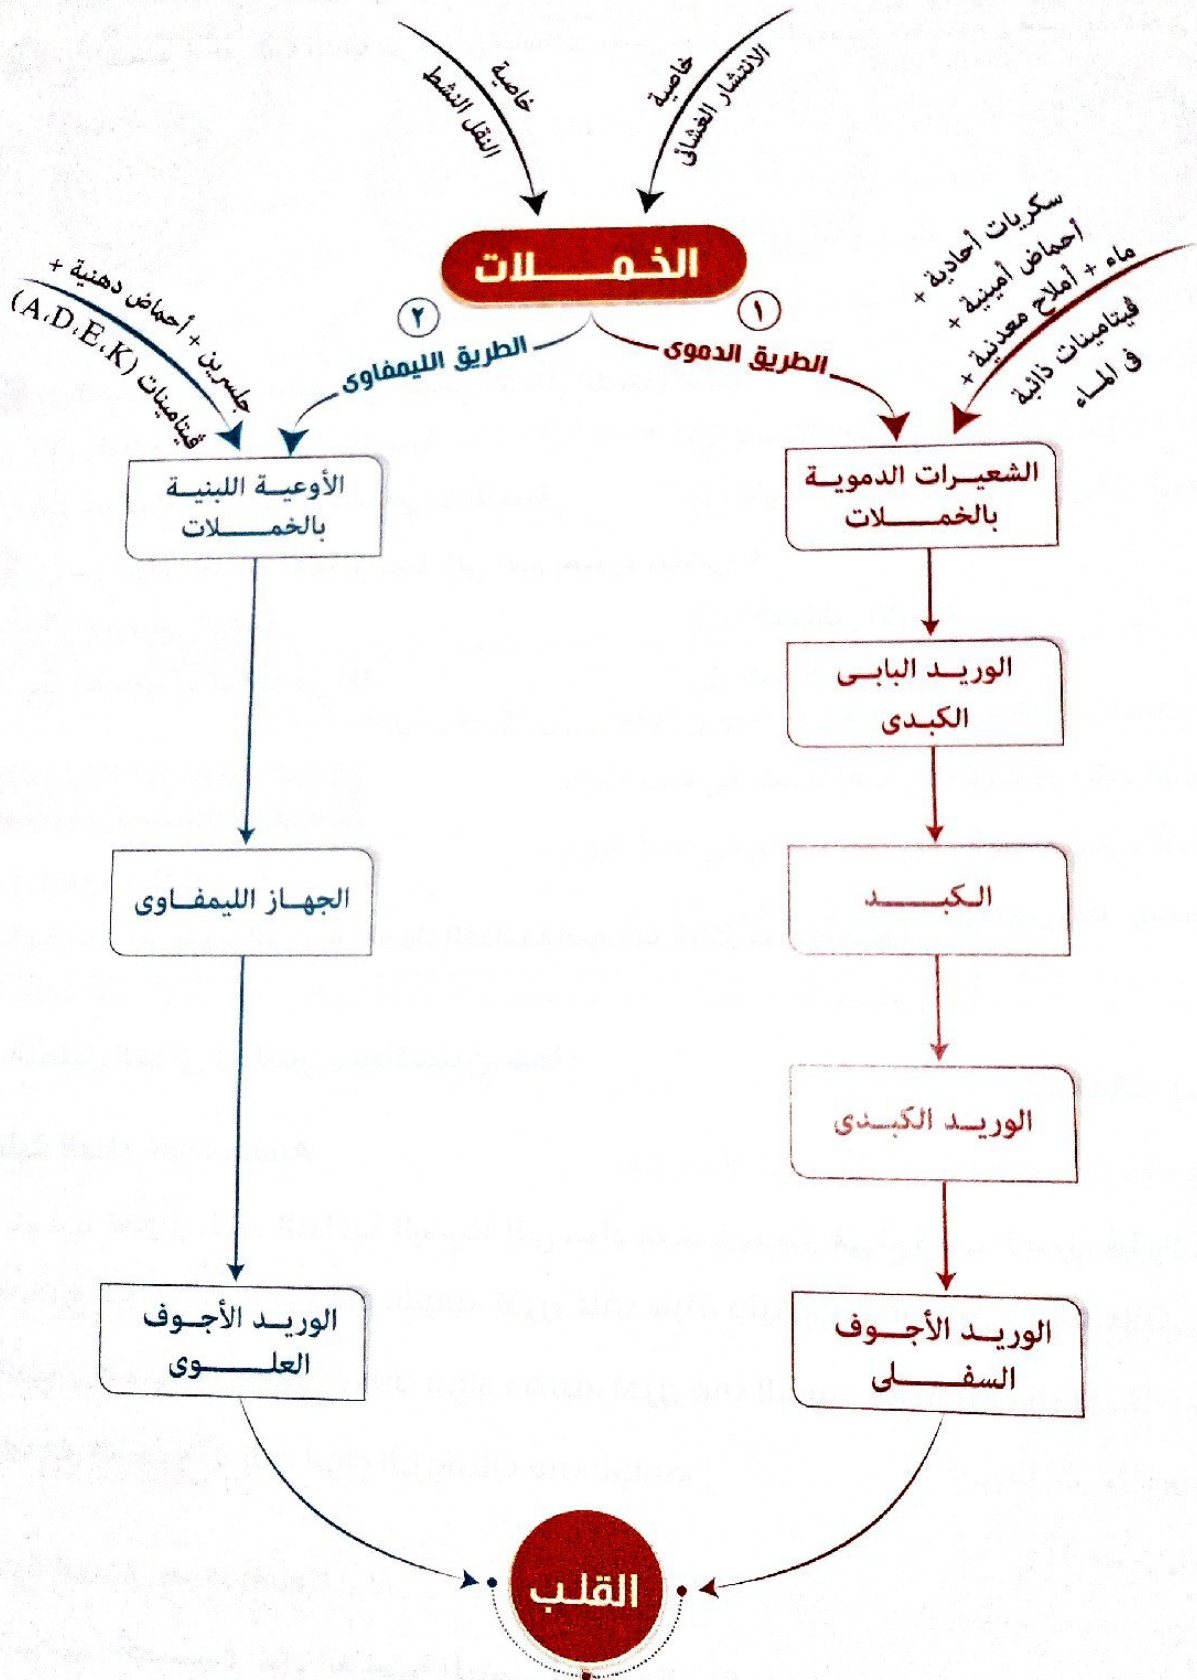 خاصية
الانتشار الغشائى
خاصية
النقل النشط
الخملات
١
الطريق الدموى
٢
الطريق الليمفاوى
سكريات أحادية +
أحماض أمينية +
ماء + أملاح معدنية +
فيتامينات ذائبة
فى الماء
الشعيرات الدموية
بالخملات
الوريد البابى
الكبدى
الكبد
الوريد الكبدى
الوريد الأجوف
السفلى
جلسرين + أحماض دهنية +
فيتامينات (A، D، E، K)
الأوعية اللبنية
بالخملات
الجهاز الليمفاوى
الوريد الأجوف
العلوى
القلب